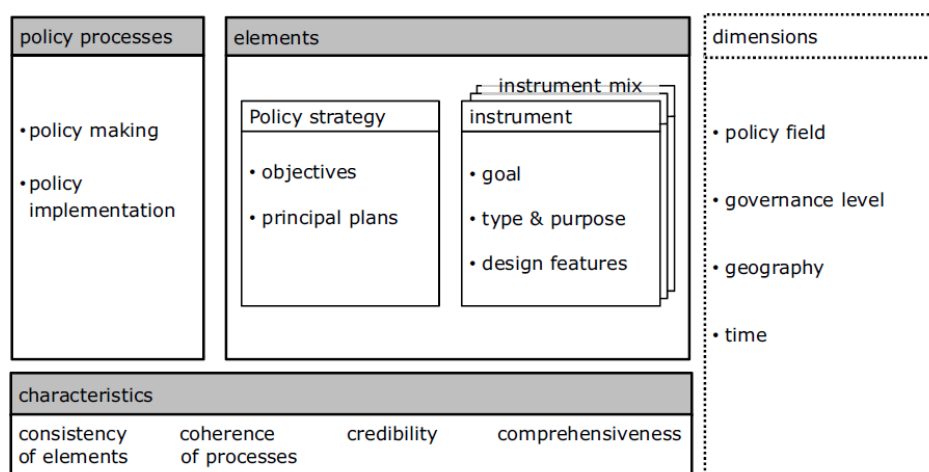 policy processes
• policy making
• policy
implementation
elements
Policy strategy
• objectives
• principal plans
instrument mix
instrument
• goal
• type & purpose
• design features
dimensions
• policy field
• governance level
• geography
• time
characteristics
consistency
of elements
coherence
of processes
credibility
comprehensiveness